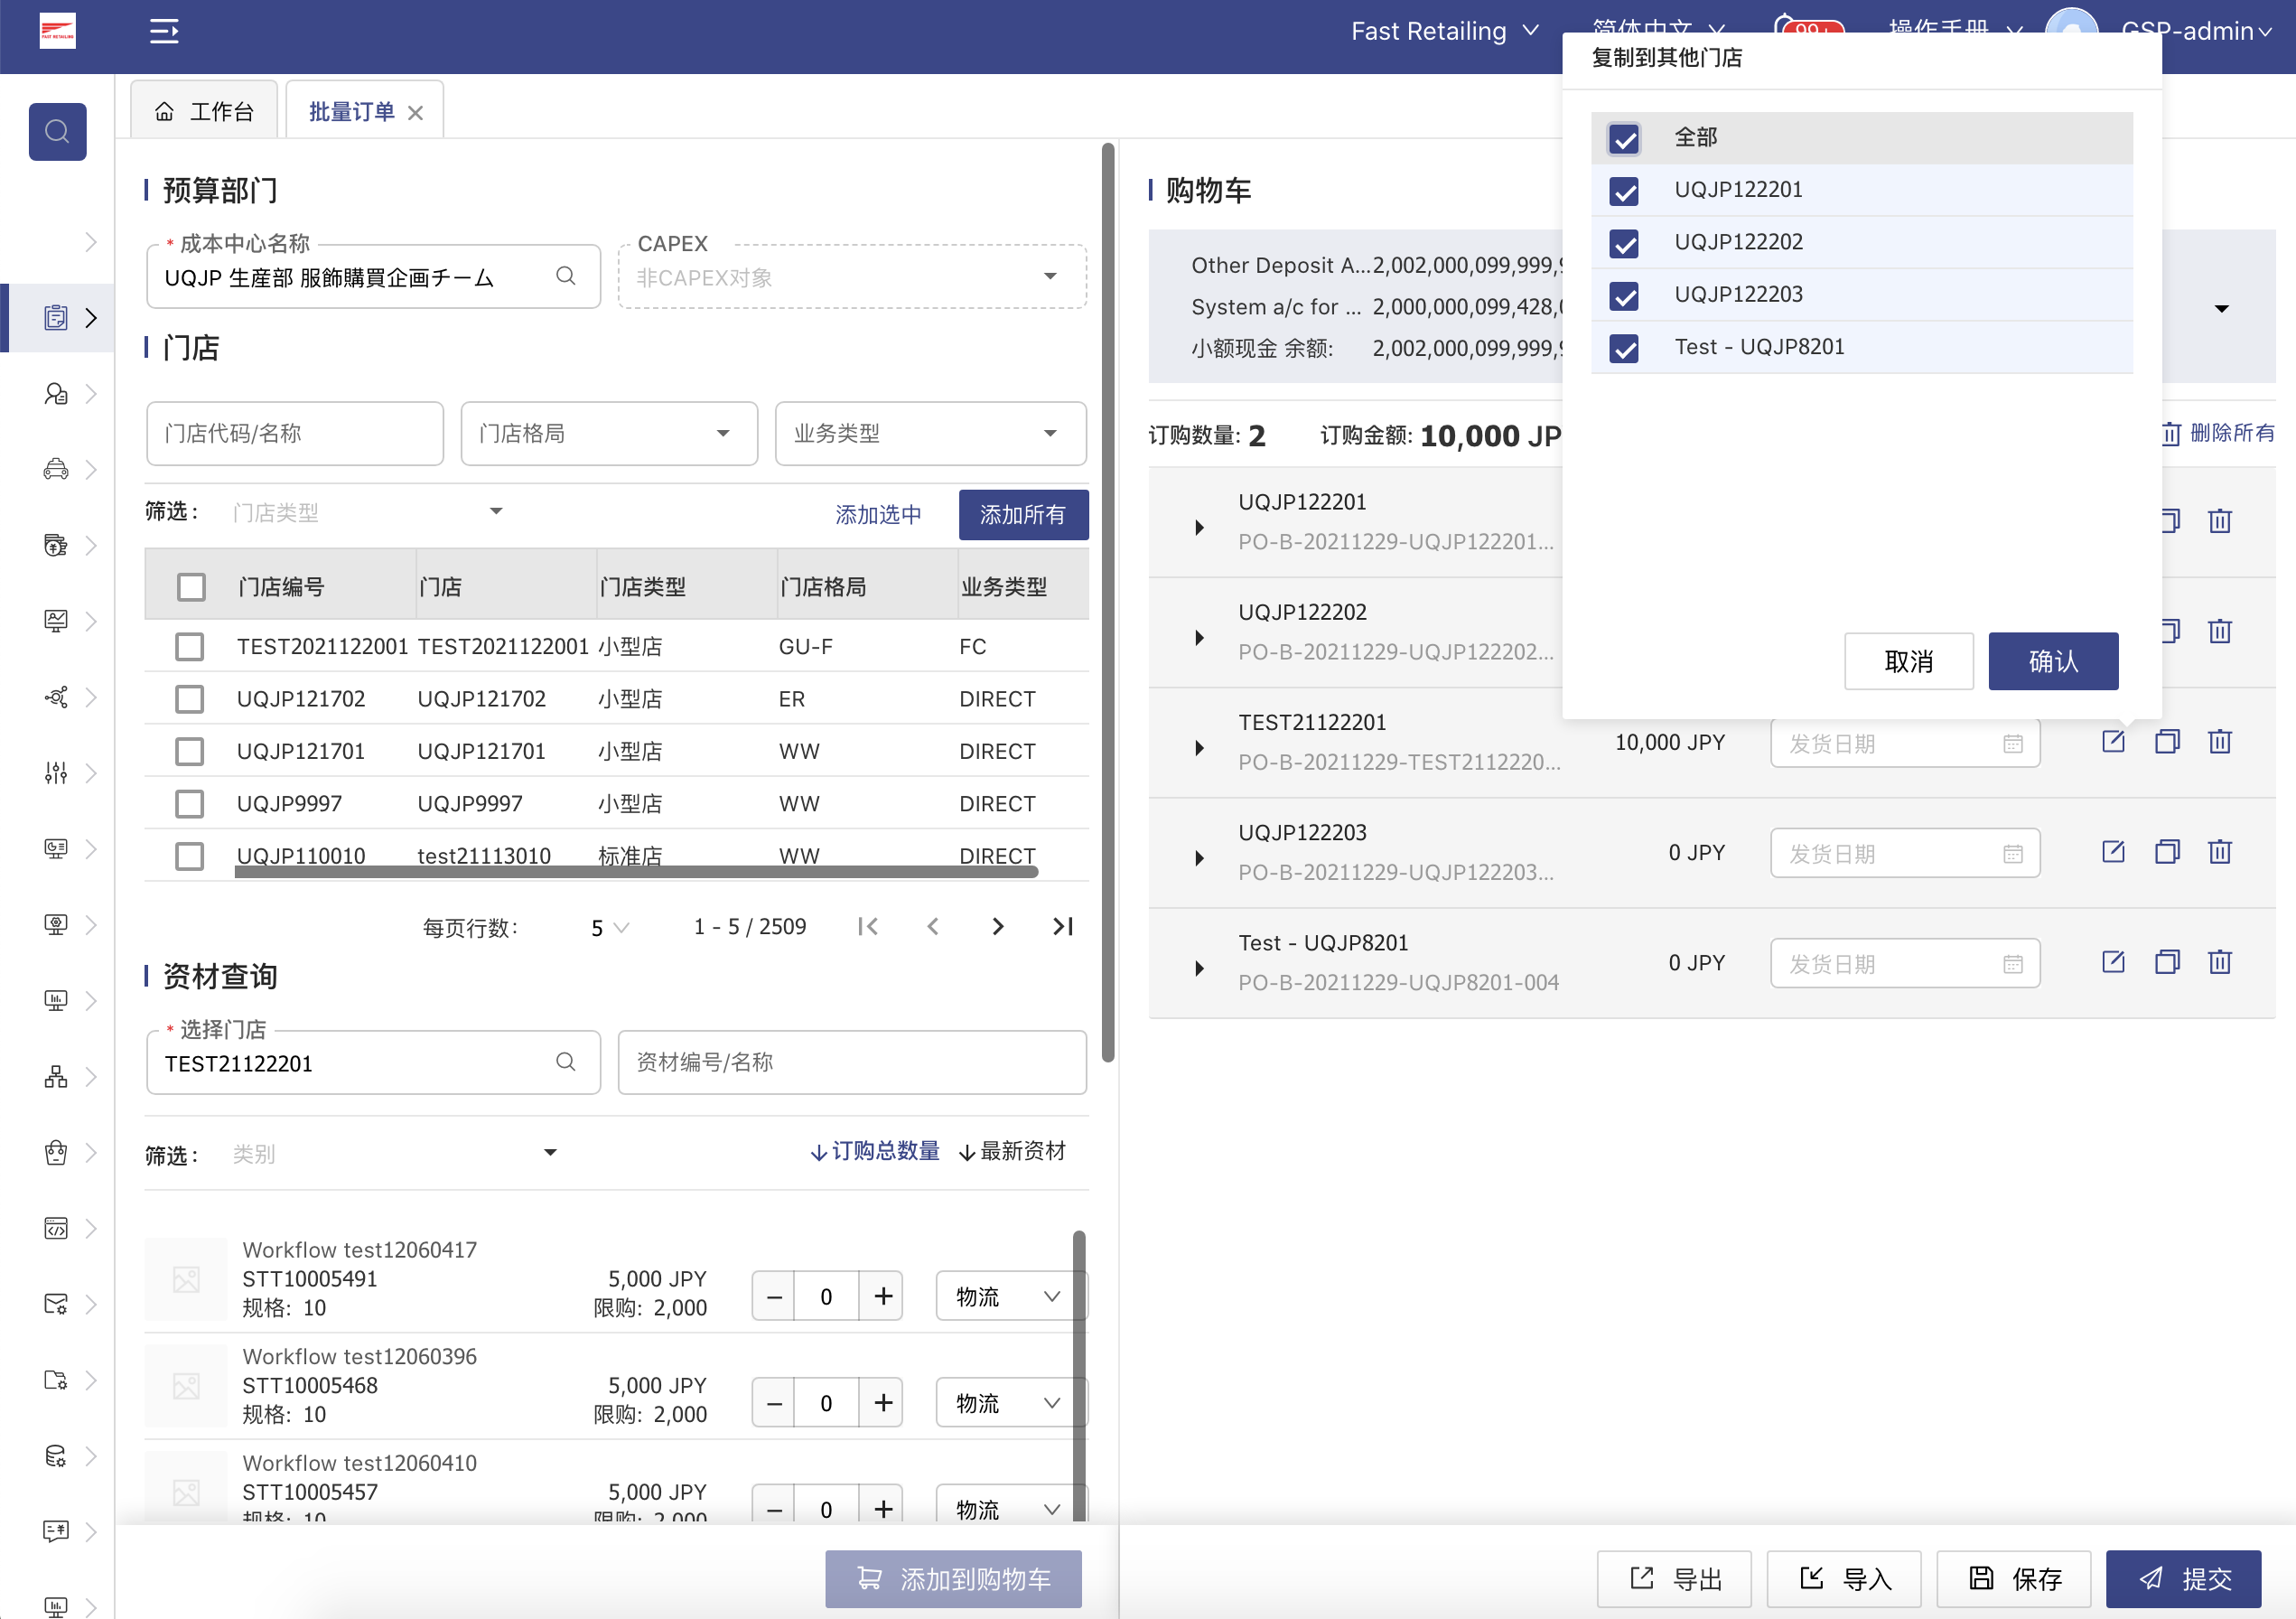 FAST RETAILING
Fast Retailing
简体中文
99+
操作手册
GSP-admin
工作台
批量订单
预算部门
* 成本中心名称
UQJP 生産部 服飾購買企画チーム
CAPEX
非CAPEX对象
门店
门店代码/名称
门店格局
业务类型
筛选：
门店类型
添加选中
添加所有
门店编号 门店 门店类型 门店格局 业务类型
TEST2021122001 TEST2021122001 小型店 GU-F FC
UQJP121702 UQJP121702 小型店 ER DIRECT
UQJP121701 UQJP121701 小型店 WW DIRECT
UQJP9997 UQJP9997 小型店 WW DIRECT
UQJP110010 test21113010 标准店 WW DIRECT
每页行数： 5 1 - 5 / 2509
资材查询
* 选择门店
TEST21122201
资材编号/名称
筛选：
类别
订购总数量
最新资材
Workflow test12060417
STT10005491 5,000 JPY
规格: 10 限购: 2,000
0 物流
Workflow test12060396
STT10005468 5,000 JPY
规格: 10 限购: 2,000
0 物流
Workflow test12060410
STT10005457 5,000 JPY
规格: 10 限购: 2,000
0 物流
添加到购物车
购物车
Other Deposit A... 2,002,000,099,999,9
System a/c for ... 2,000,000,099,428,0
小额现金 余额: 2,002,000,099,999,9
订购数量: 2 订购金额: 10,000 JP
删除所有
UQJP122201
PO-B-20211229-UQJP122201...
UQJP122202
PO-B-20211229-UQJP122202...
TEST21122201
PO-B-20211229-TEST2112220...
10,000 JPY
发货日期
UQJP122203
PO-B-20211229-UQJP122203...
0 JPY
发货日期
Test - UQJP8201
PO-B-20211229-UQJP8201-004
0 JPY
发货日期
复制到其他门店
全部
UQJP122201
UQJP122202
UQJP122203
Test - UQJP8201
取消
确认
导出
导入
保存
提交